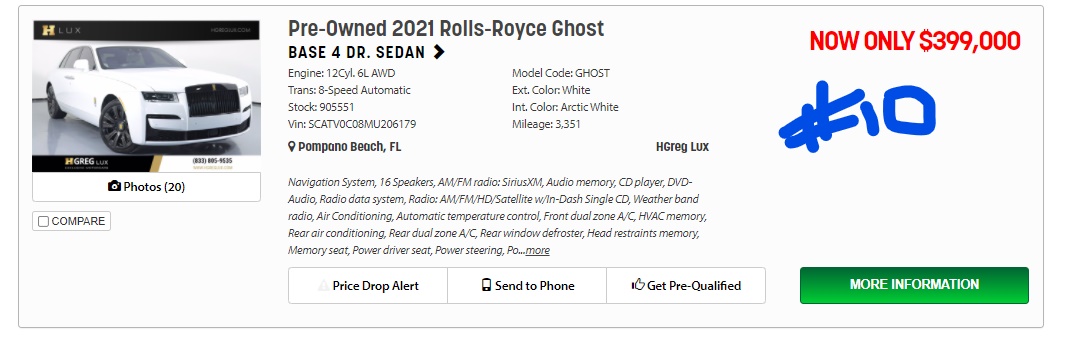 H LUX
HGREGLUX.COM
Pre-Owned 2021 Rolls-Royce Ghost
BASE 4 DR. SEDAN
NOW ONLY $399,000
#10
Engine: 12Cyl. 6L AWD
Model Code: GHOST
Trans: 8-Speed Automatic
Ext. Color: White
Stock: 905551
Int. Color: Arctic White
Vin: SCATV0C08MU206179
Mileage: 3,351
Pompano Beach, FL
HGreg Lux
HGREG LUX
(833) 805-9535
Photos (20)
COMPARE
Navigation System, 16 Speakers, AM/FM radio: SiriusXM, Audio memory, CD player, DVD-
Audio, Radio data system, Radio: AM/FM/HD/Satellite w/In-Dash Single CD, Weather band
radio, Air Conditioning, Automatic temperature control, Front dual zone A/C, HVAC memory,
Rear air conditioning, Rear dual zone A/C, Rear window defroster, Head restraints memory,
Memory seat, Power driver seat, Power steering, Po...more
Price Drop Alert
Send to Phone
Get Pre-Qualified
MORE INFORMATION